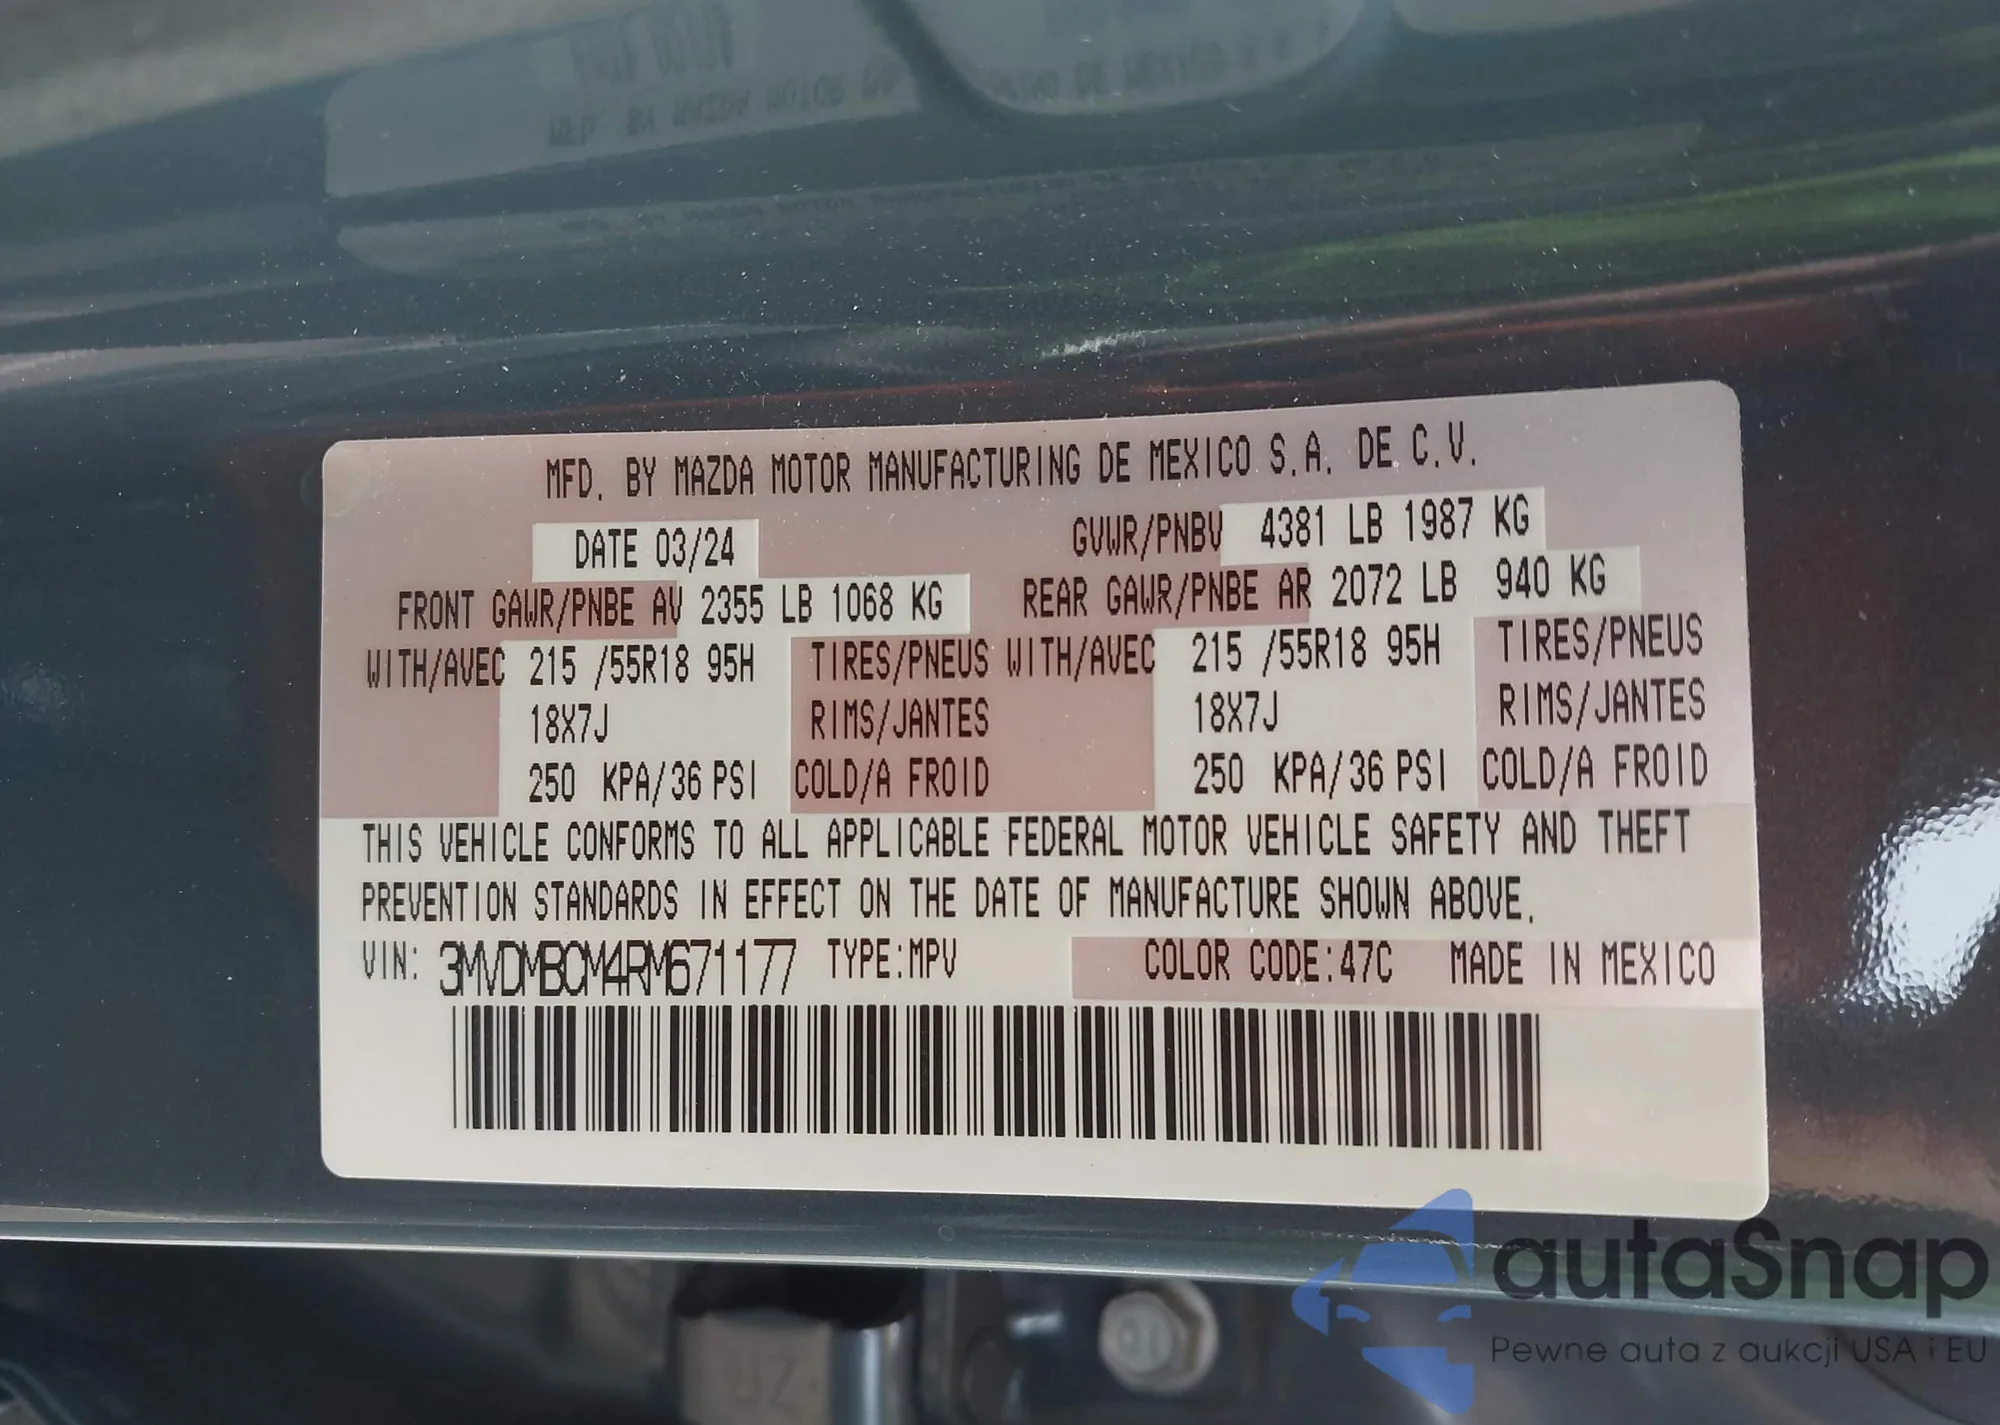 MFD. BY MAZDA MOTOR MANUFACTURING DE MEXICO S.A. DE C.V.
DATE 03/24 GVWR/PNBV 4381 LB 1987 KG
FRONT GAWR/PNBE AV 2355 LB 1068 KG REAR GAWR/PNBE AR 2072 LB 940 KG
WITH/AVEC 215 /55R18 95H TIRES/PNEUS WITH/AVEC 215 /55R18 95H TIRES/PNEUS
18X7J RIMS/JANTES 18X7J RIMS/JANTES
250 KPA/36 PSI COLD/A FROID 250 KPA/36 PSI COLD/A FROID
THIS VEHICLE CONFORMS TO ALL APPLICABLE FEDERAL MOTOR VEHICLE SAFETY AND THEFT
PREVENTION STANDARDS IN EFFECT ON THE DATE OF MANUFACTURE SHOWN ABOVE.
VIN: 3MVDMBCM4RM671177 TYPE:MPV COLOR CODE:47C MADE IN MEXICO
autaSnap
Pewne auta z aukcji USA i EU